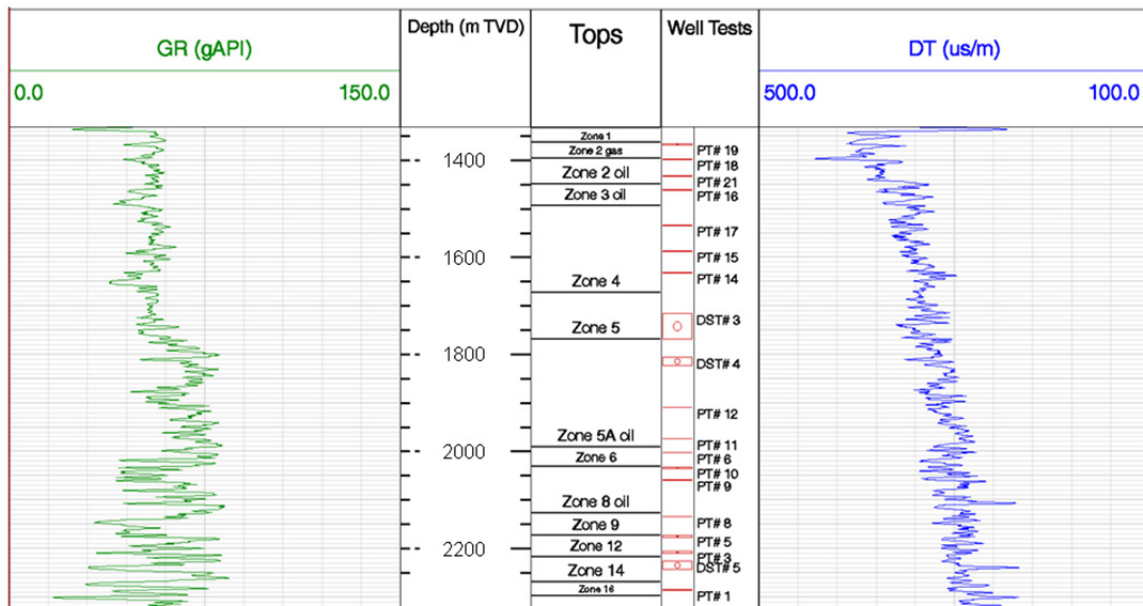 GR (gAPI)
0.0 150.0
Depth (m TVD)
1400
1600
1800
2000
2200
Tops
Zone 1
Zone 2 gas
Zone 2 oil
Zone 3 oil
Zone 4
Zone 5
Zone 5A oil
Zone 6
Zone 8 oil
Zone 9
Zone 12
Zone 14
Zone 16
Well Tests
PT# 19
PT# 18
PT# 21
PT# 16
PT# 17
PT# 15
PT# 14
DST# 3
DST# 4
PT# 12
PT# 11
PT# 6
PT# 10
PT# 9
PT# 8
PT# 5
PT# 3
DST# 5
PT# 1
DT (us/m)
500.0 100.0